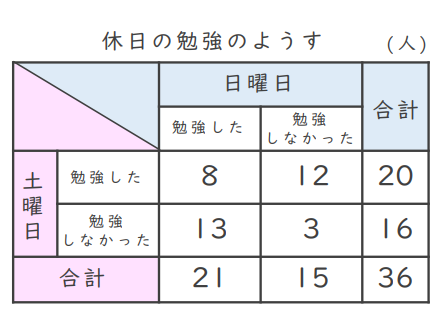 休日の勉強のようす
(人)
日曜日
合計
勉強した
勉強
しなかった
土曜日
勉強した
8
12
20
勉強
しなかった
13
3
16
合計
21
15
36